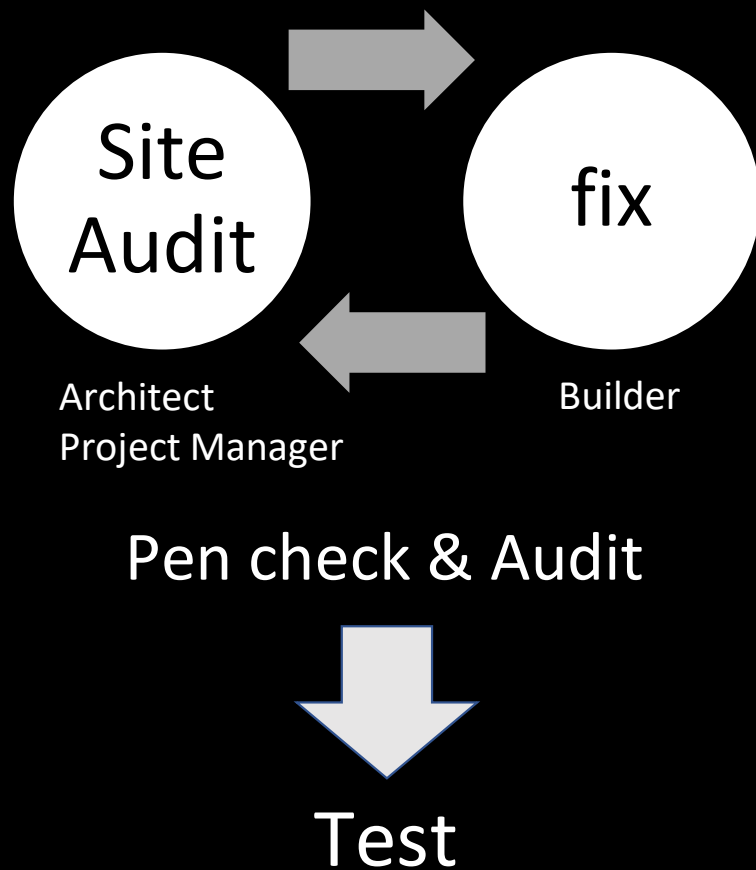 Site
Audit
fix
Architect
Project Manager
Builder
Pen check & Audit
Test